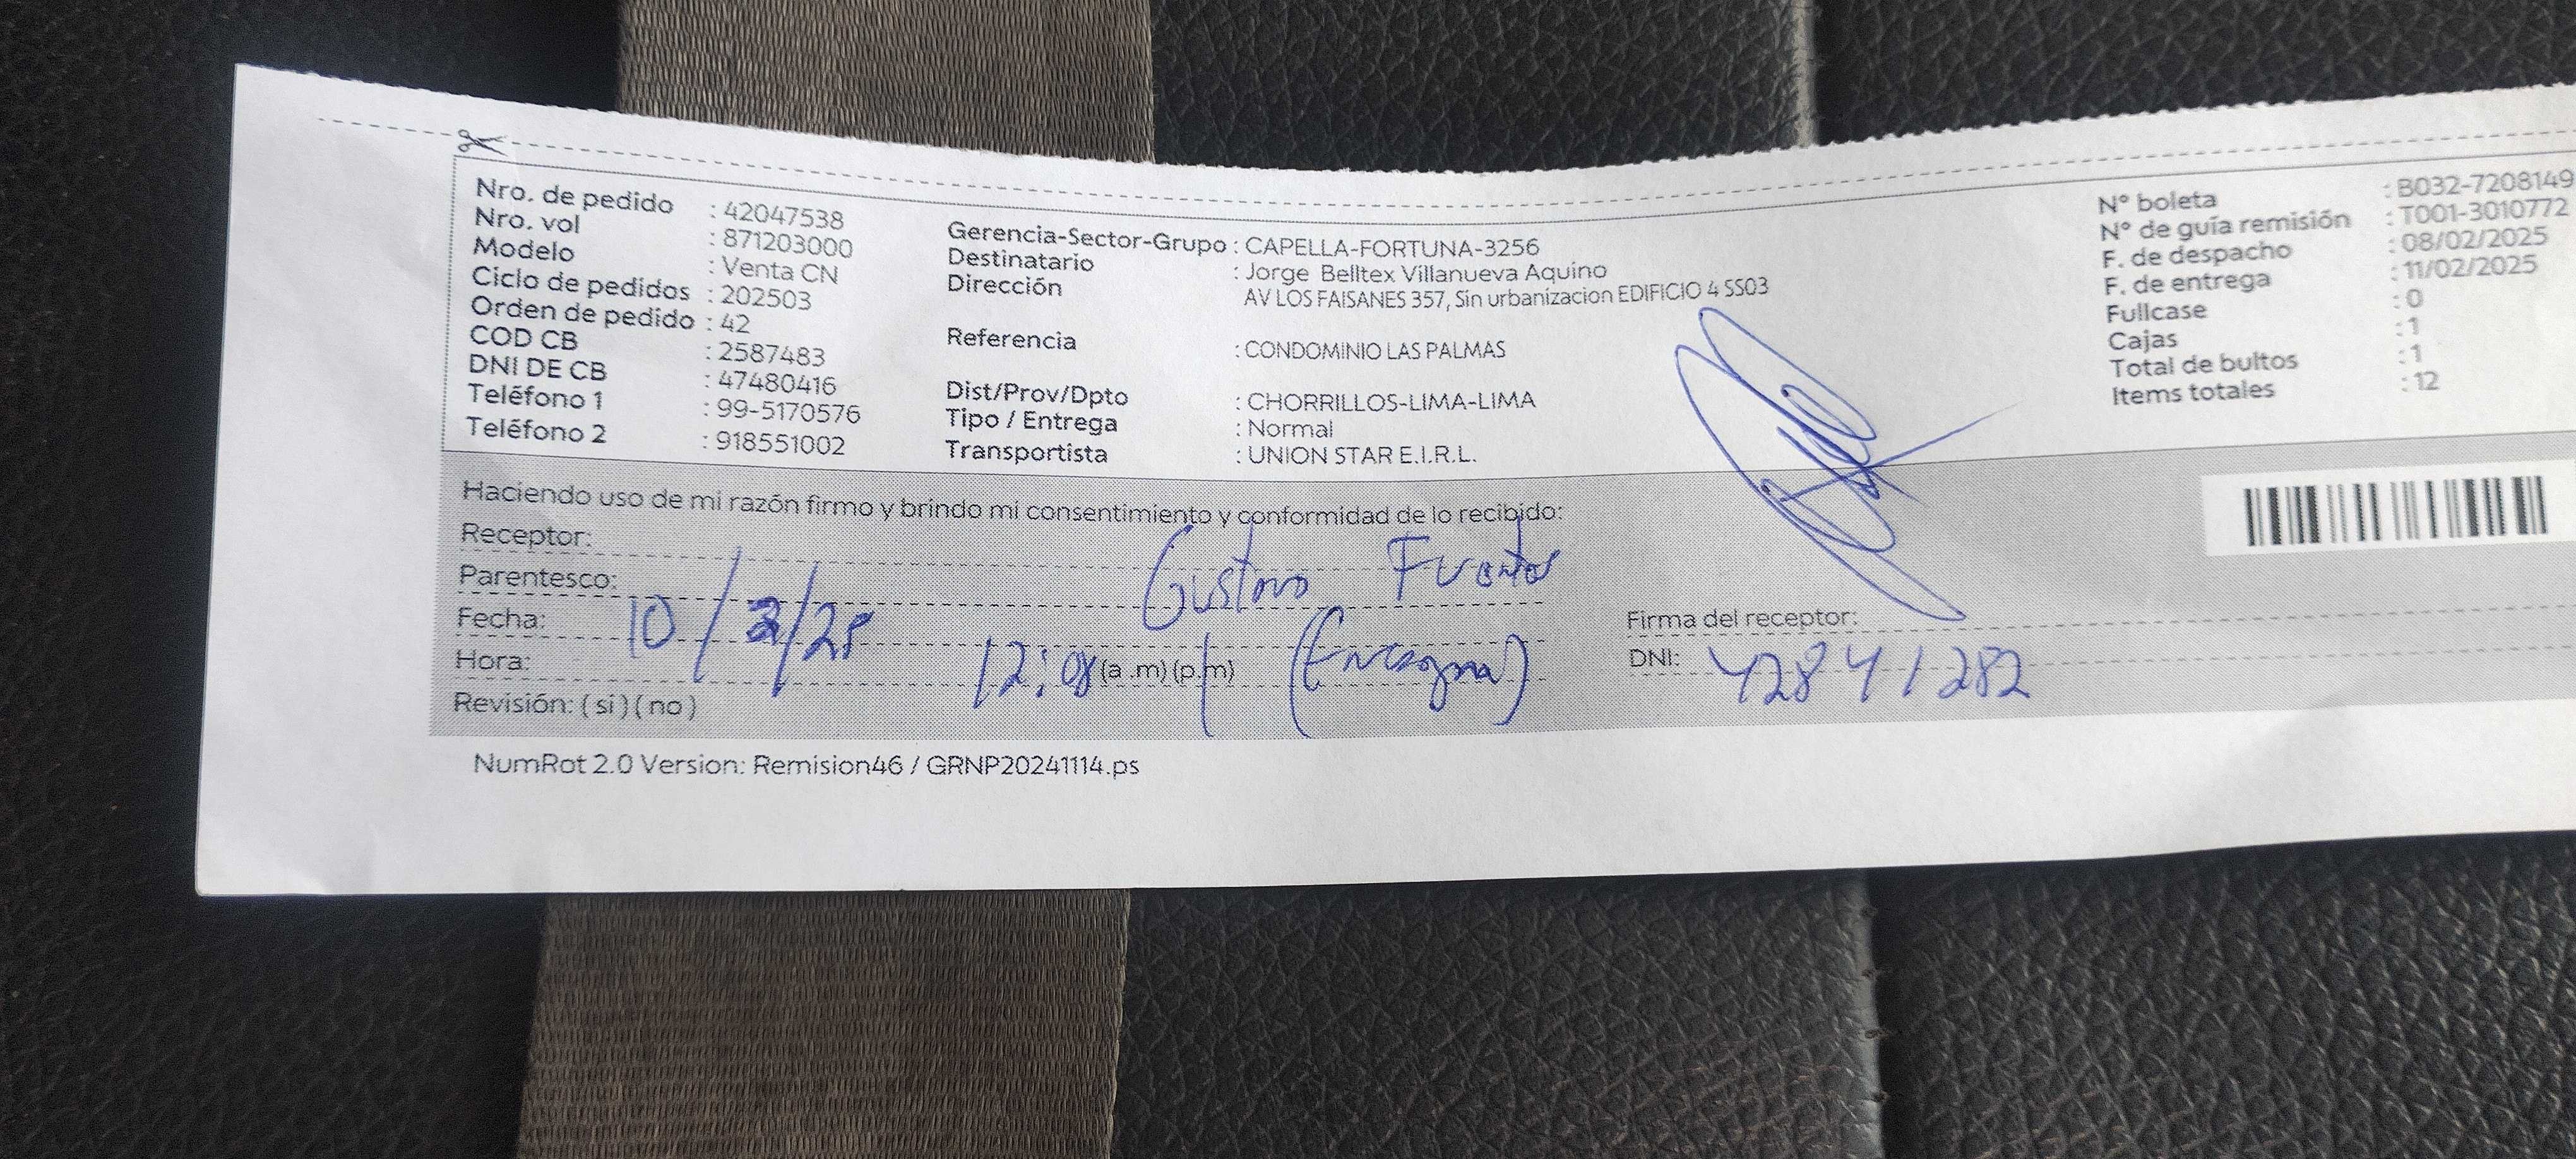 Nro. de pedido : 42047538
Nro. vol : 871203000
Modelo : Venta CN
Ciclo de pedidos : 202503
Orden de pedido : 42
COD CB : 2587483
DNI DE CB : 47480416
Teléfono 1 : 99-5170576
Teléfono 2 : 918551002
Gerencia-Sector-Grupo : CAPELLA-FORTUNA-3256
Destinatario : Jorge Belltex Villanueva Aquino
Dirección AV LOS FAISANES 357, Sin urbanizacion EDIFICIO 4 SS03
Referencia : CONDOMINIO LAS PALMAS
Dist/Prov/Dpto : CHORRILLOS-LIMA-LIMA
Tipo / Entrega : Normal
Transportista : UNION STAR E.I.R.L.
N° boleta : B032-7208149
N° de guía remisión : T001-3010772
F. de despacho : 08/02/2025
F. de entrega : 11/02/2025
Fullcase : 0
Cajas : 1
Total de bultos : 1
Items totales : 12
Haciendo uso de mi razón firmo y brindo mi consentimiento y conformidad de lo recibido:
Receptor:
Parentesco: Gustavo Fuentes
Fecha: 10/2/25
Hora: 12:08 (a .m) (p.m)
Revisión: ( si ) ( no )
Firma del receptor:
DNI: 42841282
NumRot 2.0 Version: Remision46 / GRNP20241114.ps